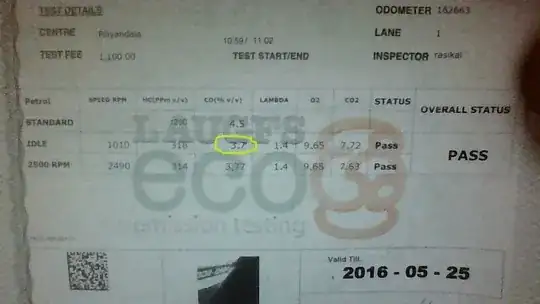 TEST DETAILS
ODOMETER 182663
CENTRE Piliyandala
10:59/ 11:02
LANE 1
TEST FEE 1,100.00 TEST START/END INSPECTOR rasikal
Petrol SPEED RPM HC(PPm v/v) CO(% v/v) LAMBDA O2 CO2 STATUS OVERALL STATUS
STANDARD 1200 4.5
IDLE 1010 318 3.7 1.4 9.65 7.72 Pass
PASS
2500 RPM 2490 314 3.77 1.4 9.65 7.63 Pass
LAUGFS
eco
emission testing
Valid Till.
2016 - 05 - 25